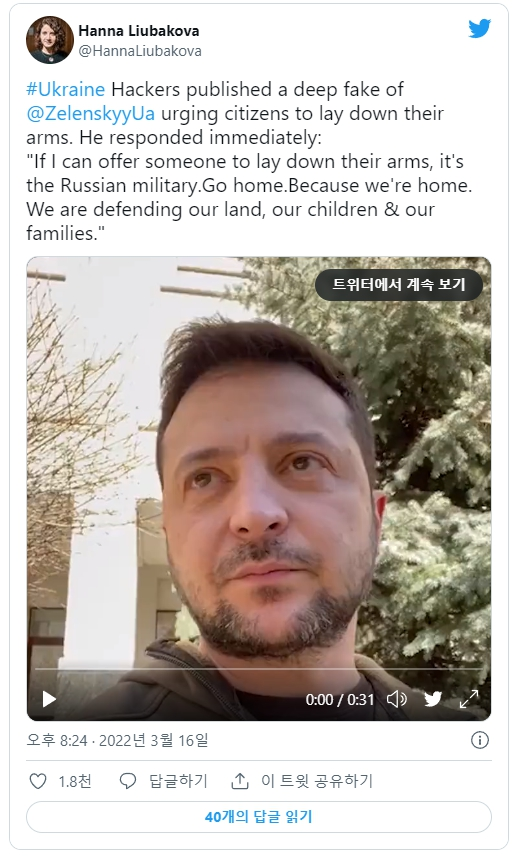 Hanna Liubakova
@HannaLiubakova
#Ukraine Hackers published a deep fake of
@ZelenskyyUa urging citizens to lay down their
arms. He responded immediately:
"If I can offer someone to lay down their arms, it's
the Russian military.Go home.Because we're home.
We are defending our land, our children & our
families."
트위터에서 계속 보기
0:00 / 0:31
오후 8:24 · 2022년 3월 16일
1.8천 답글하기 이 트윗 공유하기
40개의 답글 읽기